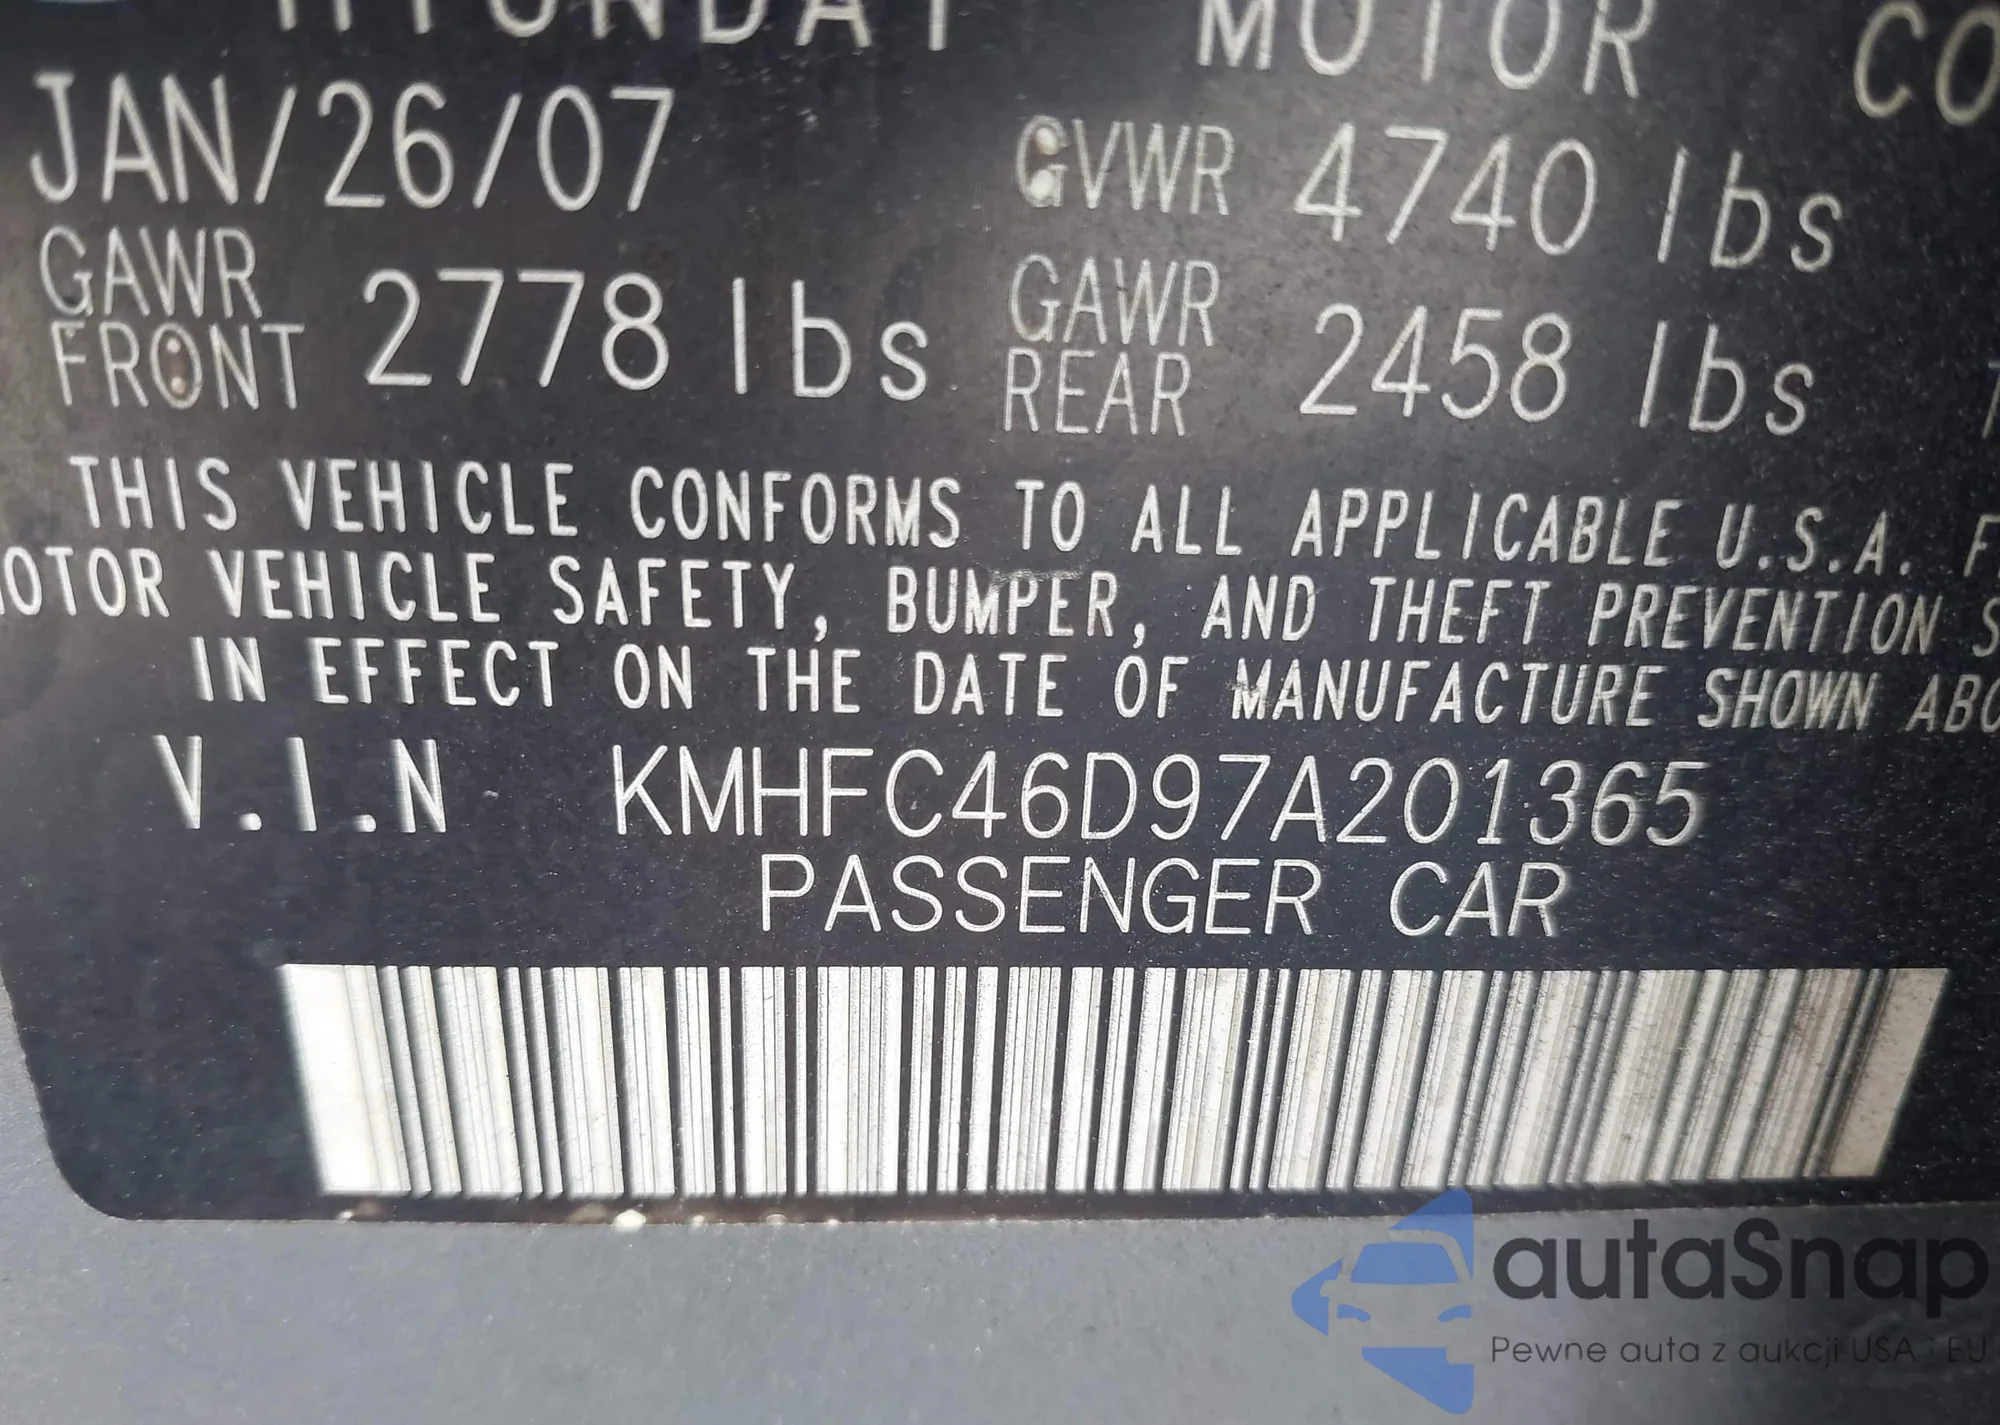 HYUNDAI MOTOR CO
JAN/26/07 GVWR 4740 lbs
GAWR FRONT 2778 lbs GAWR REAR 2458 lbs
THIS VEHICLE CONFORMS TO ALL APPLICABLE U.S.A. F
OTOR VEHICLE SAFETY, BUMPER, AND THEFT PREVENTION S
IN EFFECT ON THE DATE OF MANUFACTURE SHOWN ABO
V.I.N KMHFC46D97A201365
PASSENGER CAR
autaSnap
Pewne auta z aukcji USA i EU